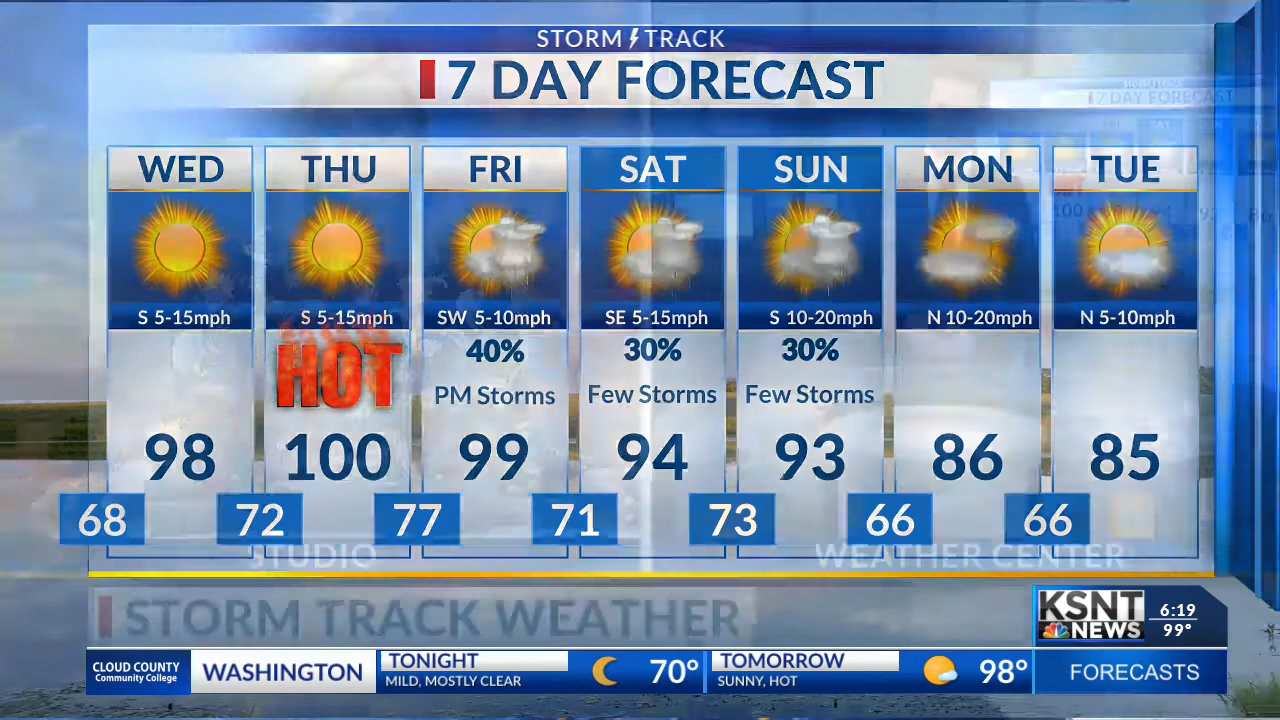 STORM TRACK
7 DAY FORECAST
7 DAY FORECAST
WED THU FRI SAT SUN MON TUE
S 5-15mph S 5-15mph SW 5-10mph SE 5-15mph S 10-20mph N 10-20mph N 5-10mph
HOT 40% 30% 30%
PM Storms Few Storms Few Storms
98 100 99 94 93 86 85
68 72 77 71 73 66 66
STUDIO WEATHER CENTER
STORM TRACK WEATHER
KSNT NEWS
6:19
99°
CLOUD COUNTY
Community College
WASHINGTON
TONIGHT
MILD, MOSTLY CLEAR
70°
TOMORROW
SUNNY, HOT
98°
FORECASTS